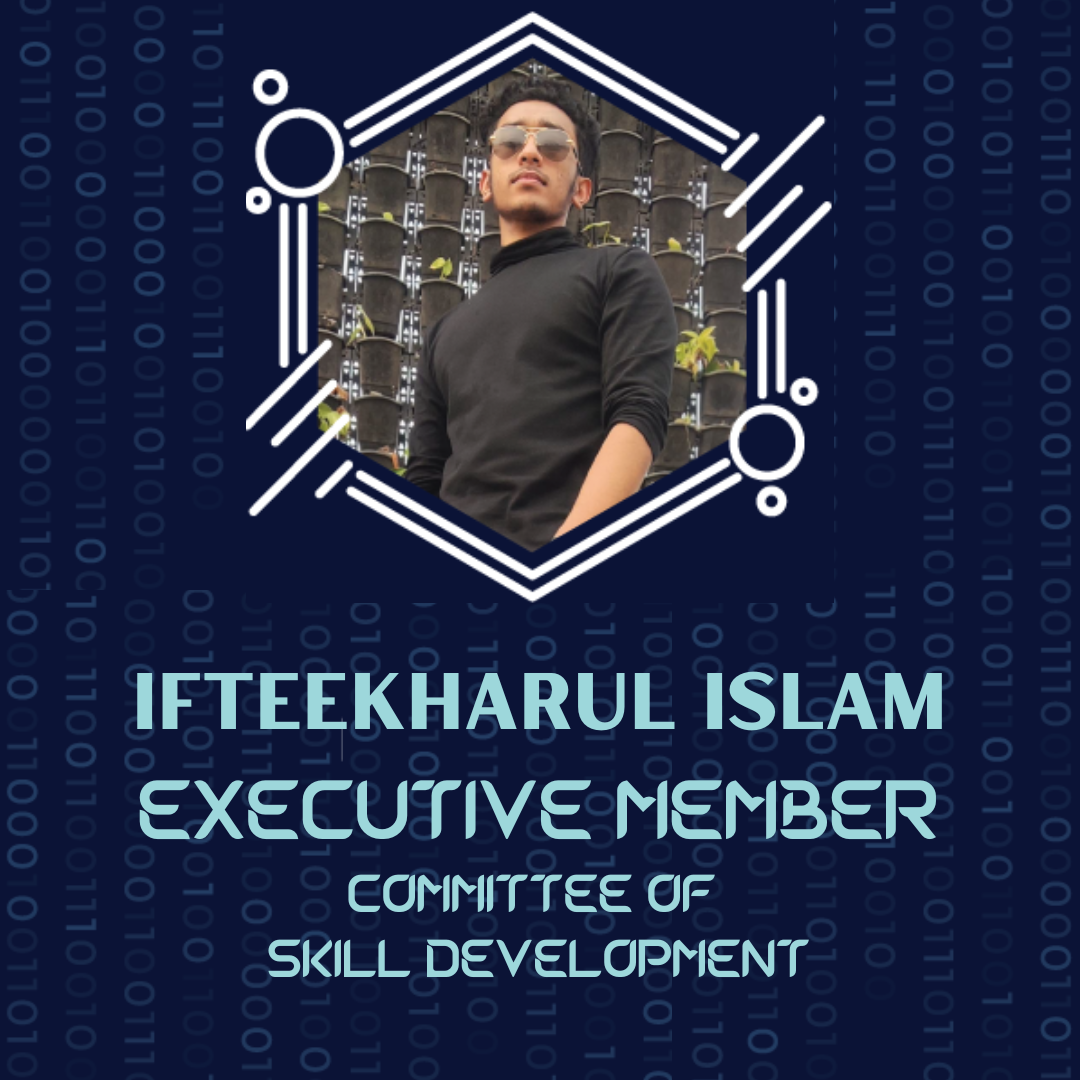 IFTEEKHARUL ISLAM
EXECUTIVE MEMBER
COMMITTEE OF
SKILL DEVELOPMENT